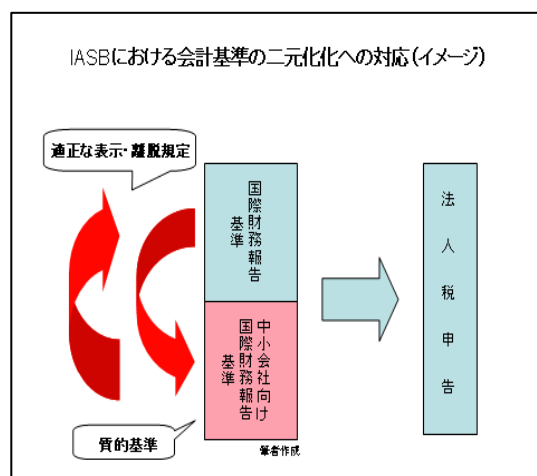 IASBにおける会計基準の二元化化への対応(イメージ)
適正な表示・離脱規定
国際財務報告
基準
中小会社向け
国際財務報告
基準
法人税申告
質的基準
筆者作成